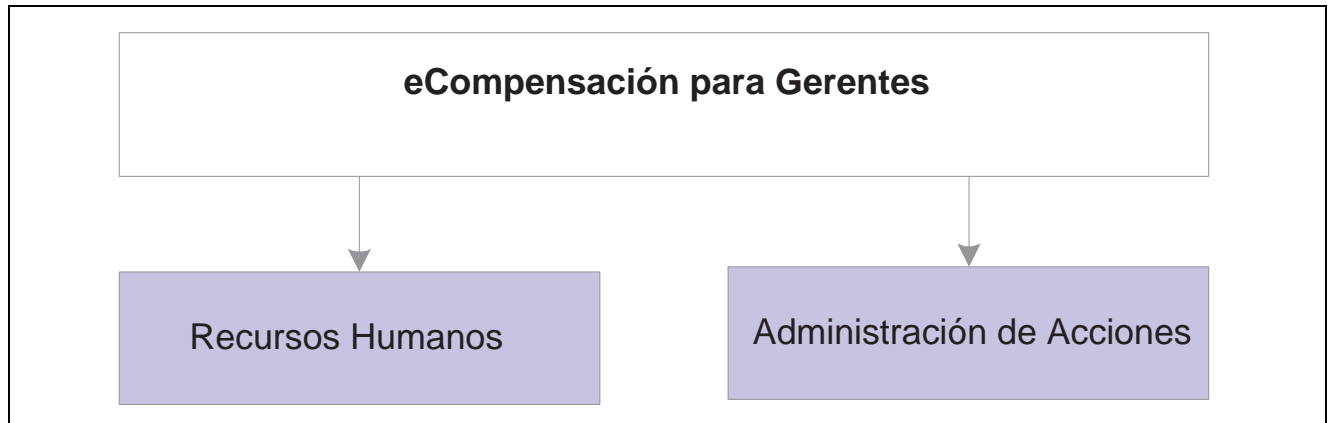 eCompensación para Gerentes
Recursos Humanos
Administración de Acciones